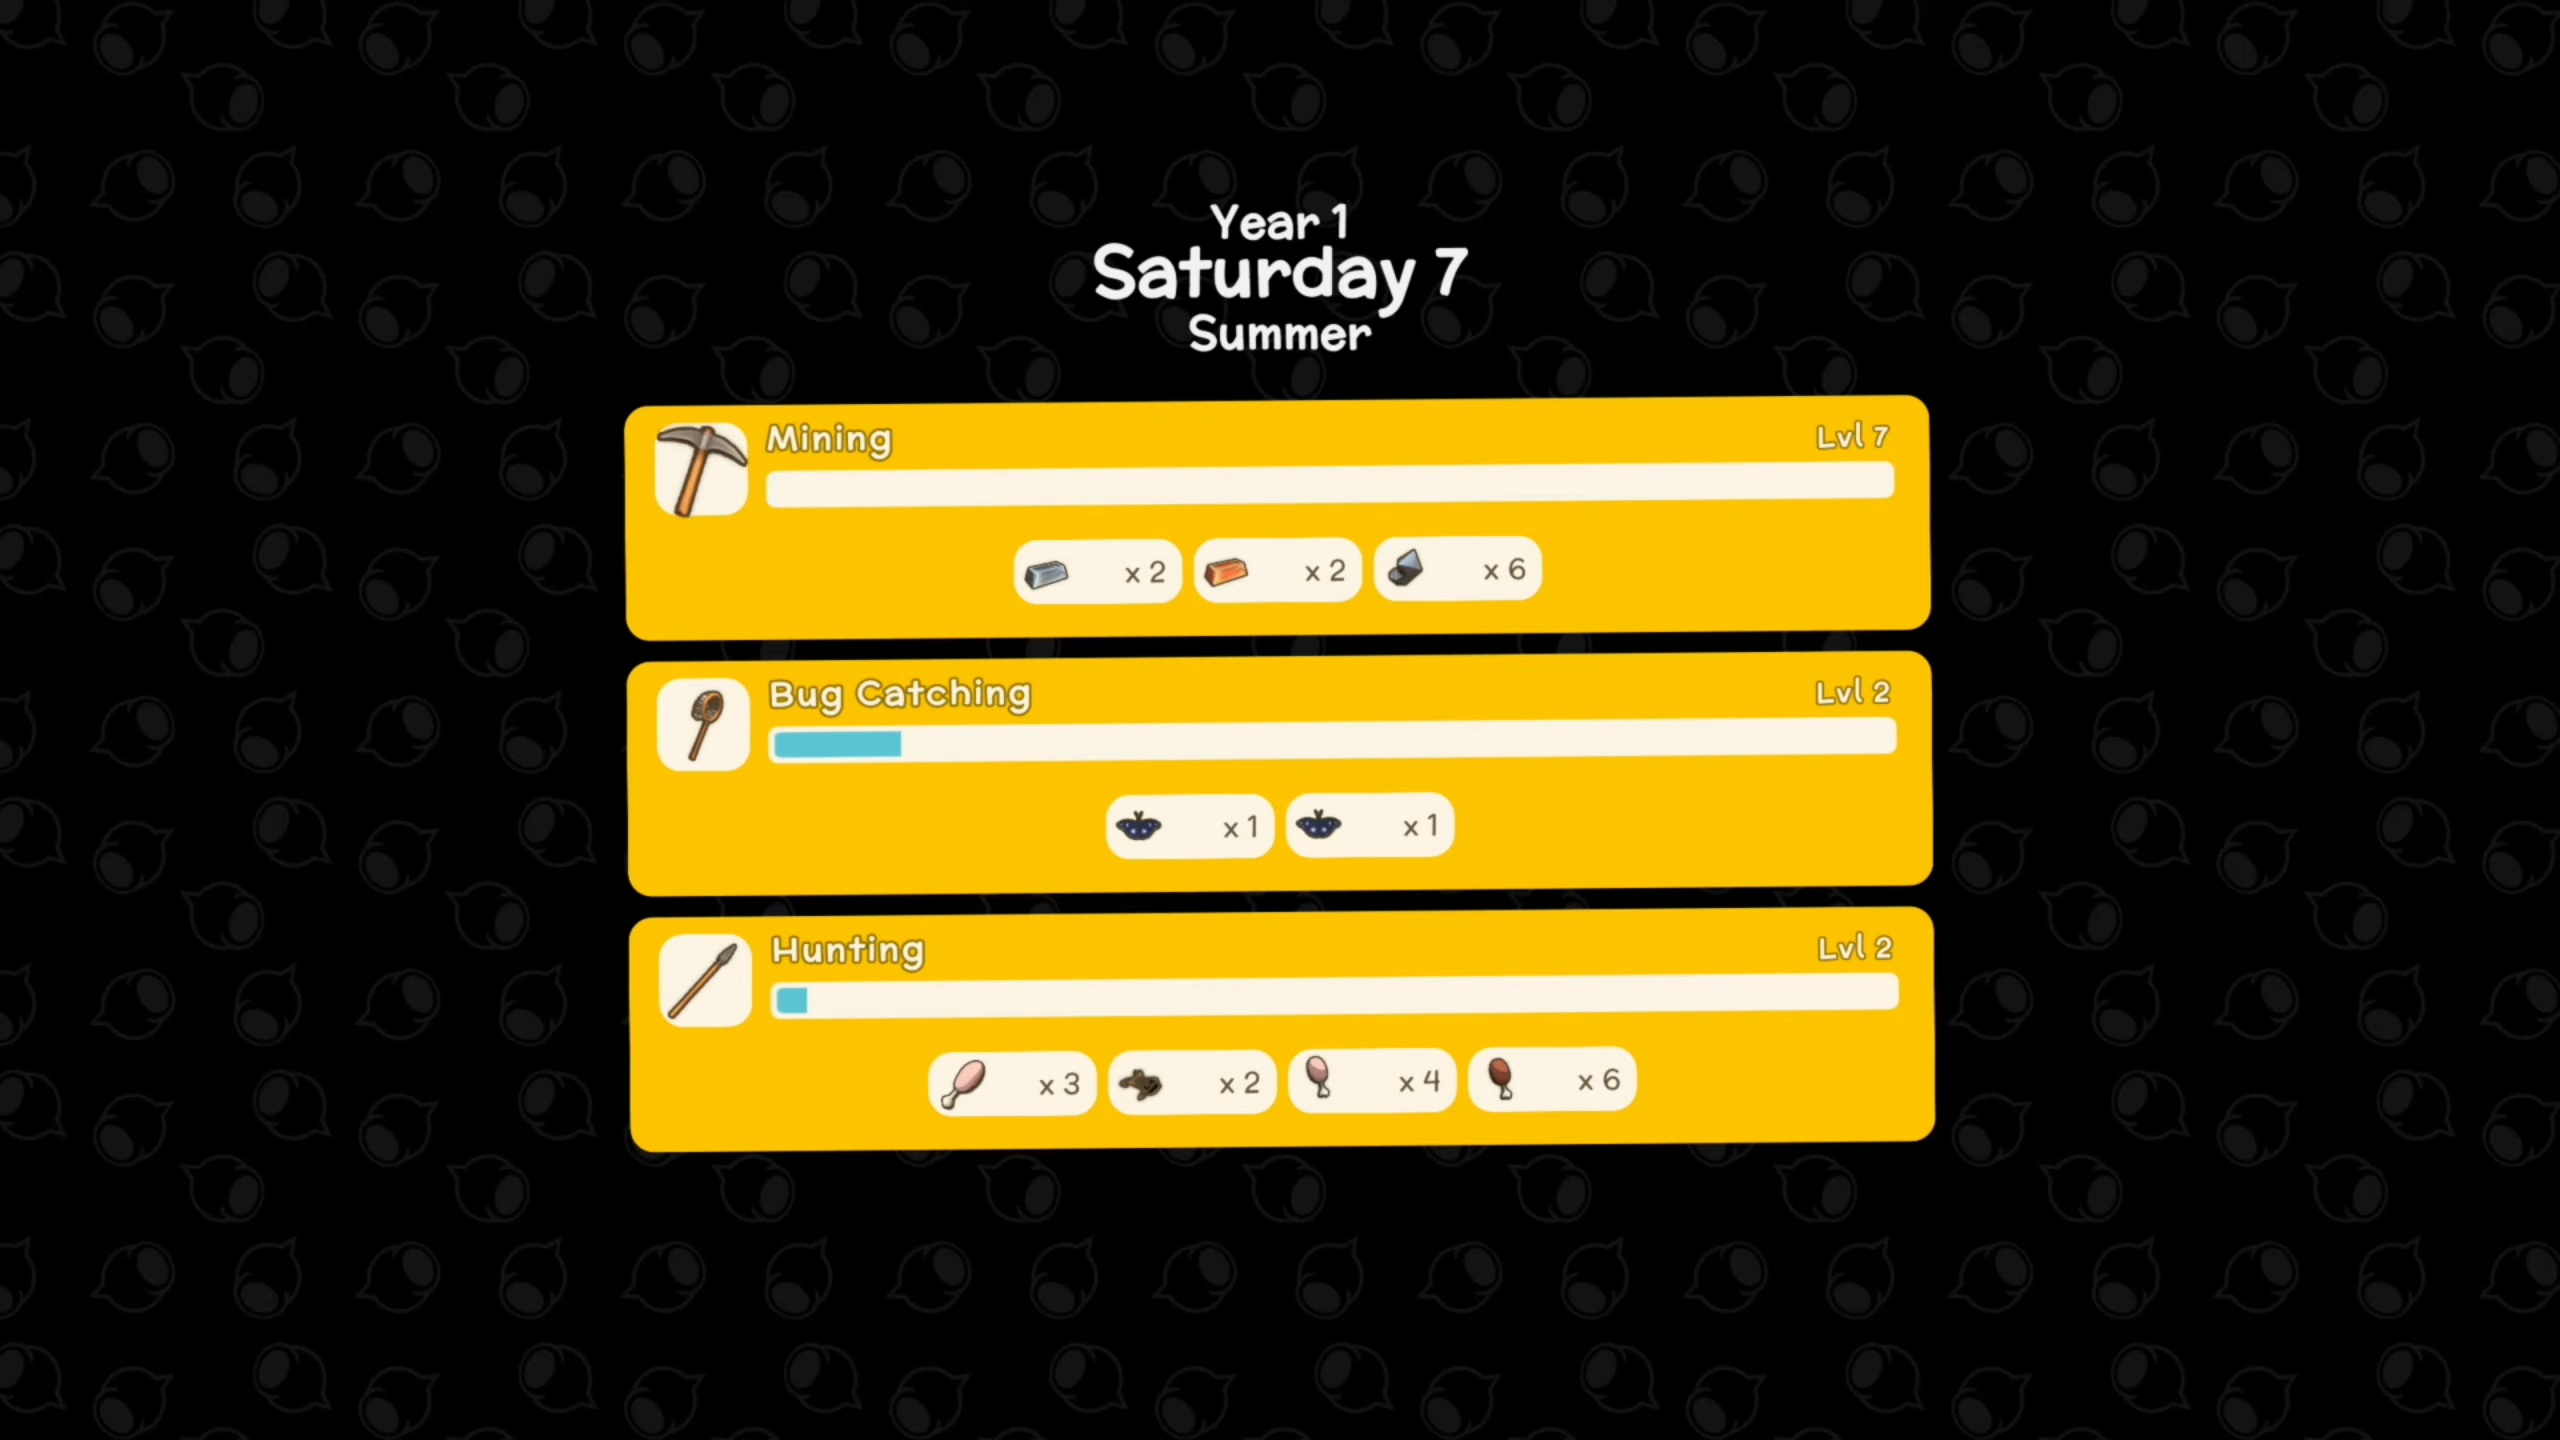 Year 1
Saturday 7
Summer
Mining
Lvl 7
x 2
x 2
x 6
Bug Catching
Lvl 2
x 1
x 1
Hunting
Lvl 2
x 3
x 2
x 4
x 6